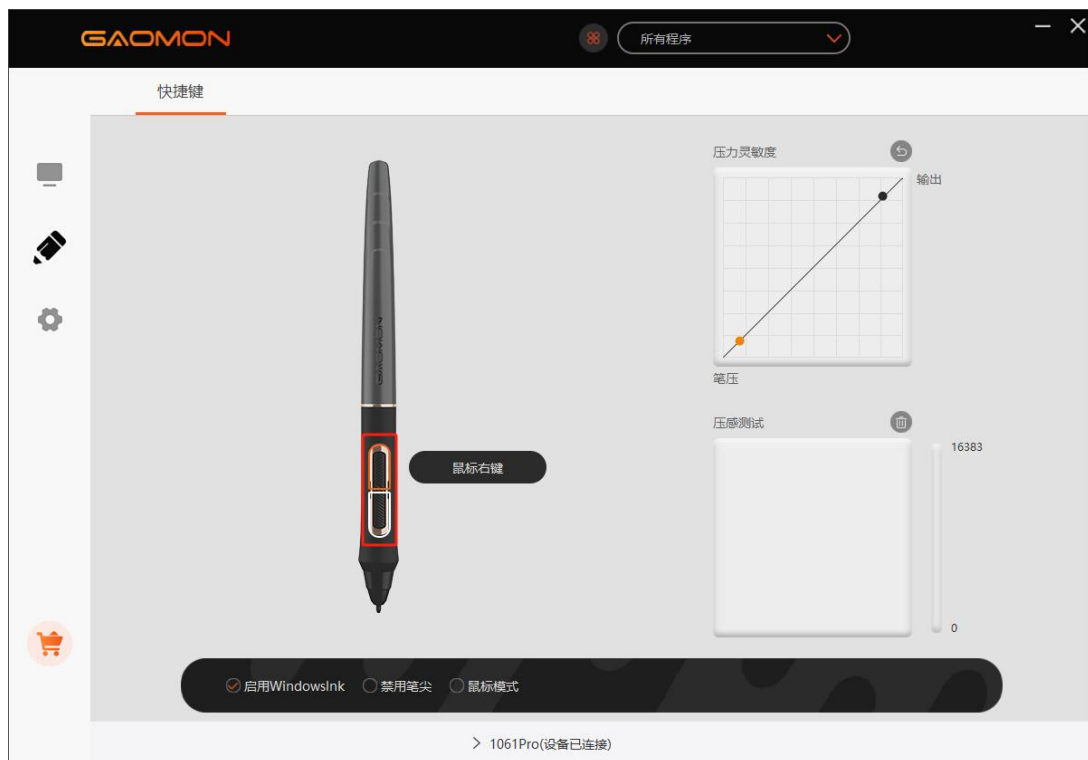 GAOMON
所有程序
快捷键
压力灵敏度
输出
GAOMON
笔压
鼠标右键
压感测试
16383
0
启用WindowsInk 禁用笔尖 鼠标模式
1061Pro(设备已连接)